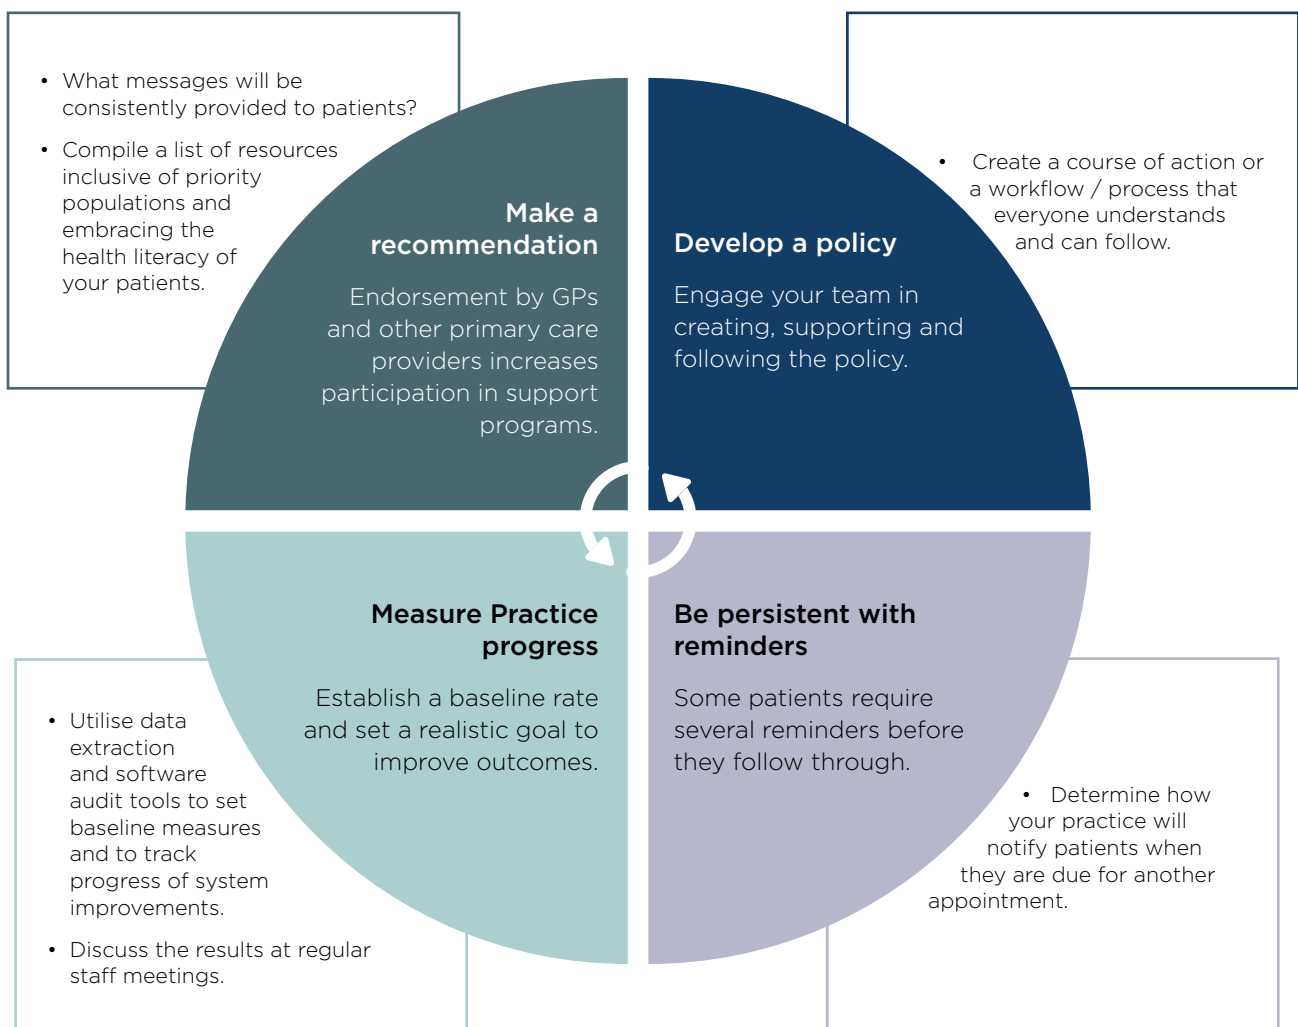 • What messages will be
consistently provided to patients?
• Compile a list of resources
inclusive of priority
populations and
embracing the
health literacy of
your patients.
Make a
recommendation
Endorsement by GPs
and other primary care
providers increases
participation in support
programs.
Develop a policy
Engage your team in
creating, supporting and
following the policy.
• Create a course of action or
a workflow / process that
everyone understands
and can follow.
Measure Practice
progress
Establish a baseline rate
and set a realistic goal to
improve outcomes.
• Utilise data
extraction
and software
audit tools to set
baseline measures
and to track
progress of system
improvements.
• Discuss the results at regular
staff meetings.
Be persistent with
reminders
Some patients require
several reminders before
they follow through.
• Determine how
your practice will
notify patients when
they are due for another
appointment.